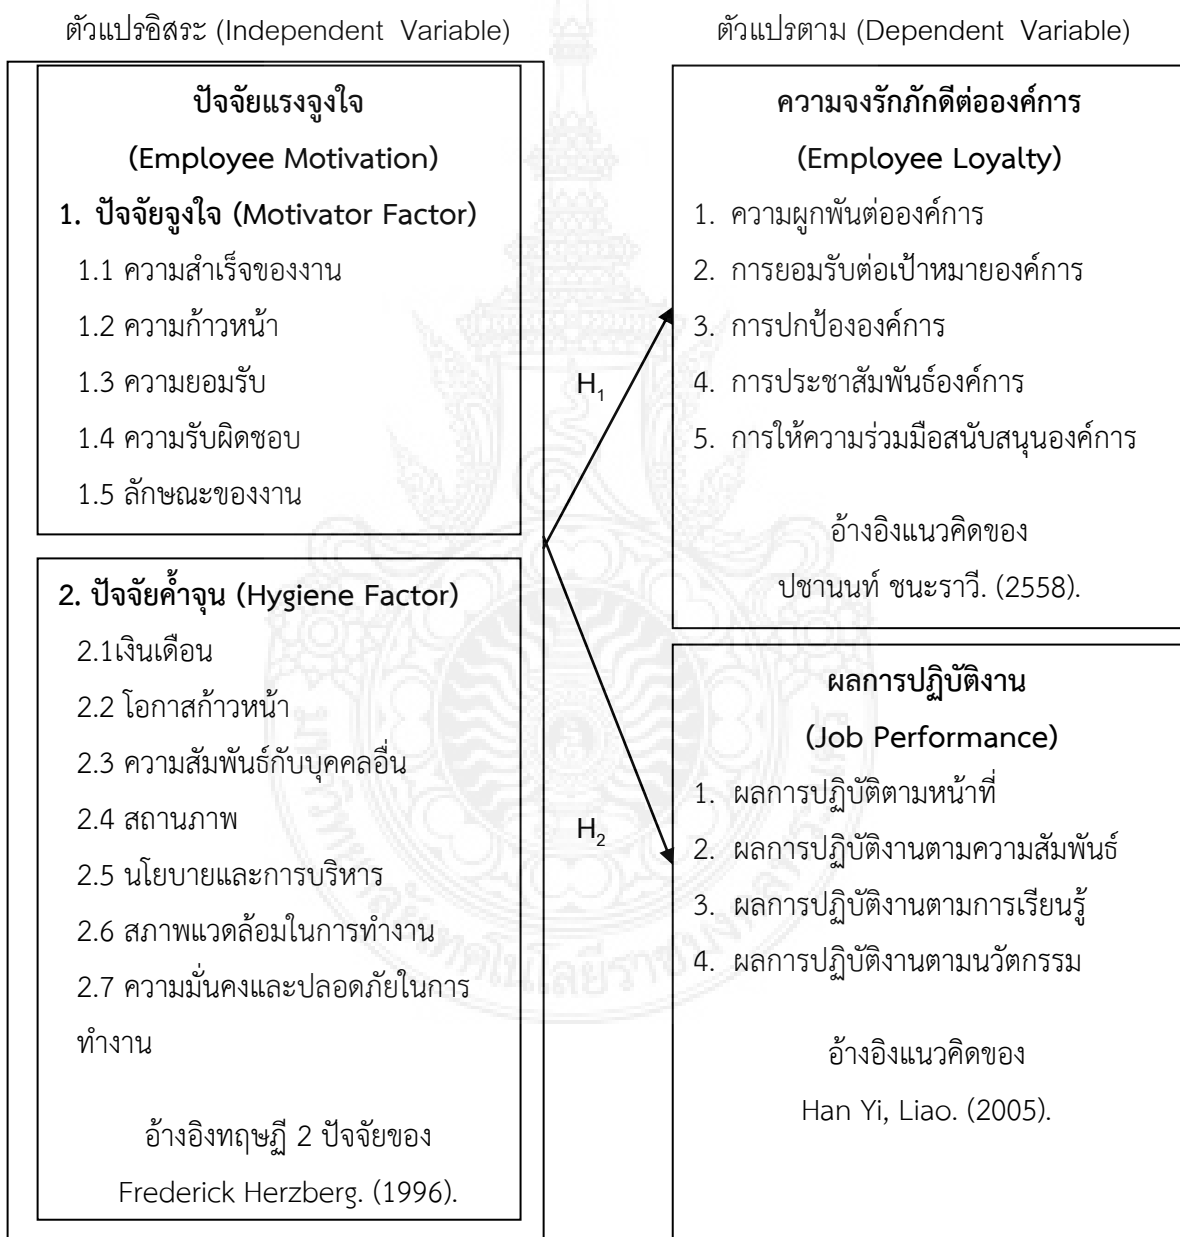 ตัวแปรอิสระ (Independent Variable)
ปัจจัยแรงจูงใจ
(Employee Motivation)
1. ปัจจัยจูงใจ (Motivator Factor)
1.1 ความสำเร็จของงาน
1.2 ความก้าวหน้า
1.3 ความยอมรับ
1.4 ความรับผิดชอบ
1.5 ลักษณะของงาน
2. ปัจจัยค้ำจุน (Hygiene Factor)
2.1เงินเดือน
2.2 โอกาสก้าวหน้า
2.3 ความสัมพันธ์กับบุคคลอื่น
2.4 สถานภาพ
2.5 นโยบายและการบริหาร
2.6 สภาพแวดล้อมในการทำงาน
2.7 ความมั่นคงและปลอดภัยในการ
ทำงาน
อ้างอิงทฤษฏี 2 ปัจจัยของ
Frederick Herzberg. (1996).
H₁
H₂
ตัวแปรตาม (Dependent Variable)
ความจงรักภักดีต่อองค์การ
(Employee Loyalty)
1. ความผูกพันต่อองค์การ
2. การยอมรับต่อเป้าหมายองค์การ
3. การปกป้ององค์การ
4. การประชาสัมพันธ์องค์การ
5. การให้ความร่วมมือสนับสนุนองค์การ
อ้างอิงแนวคิดของ
ปชานนท์ ชนะราวี. (2558).
ผลการปฏิบัติงาน
(Job Performance)
1. ผลการปฏิบัติตามหน้าที่
2. ผลการปฏิบัติงานตามความสัมพันธ์
3. ผลการปฏิบัติงานตามการเรียนรู้
4. ผลการปฏิบัติงานตามนวัตกรรม
อ้างอิงแนวคิดของ
Han Yi, Liao. (2005).